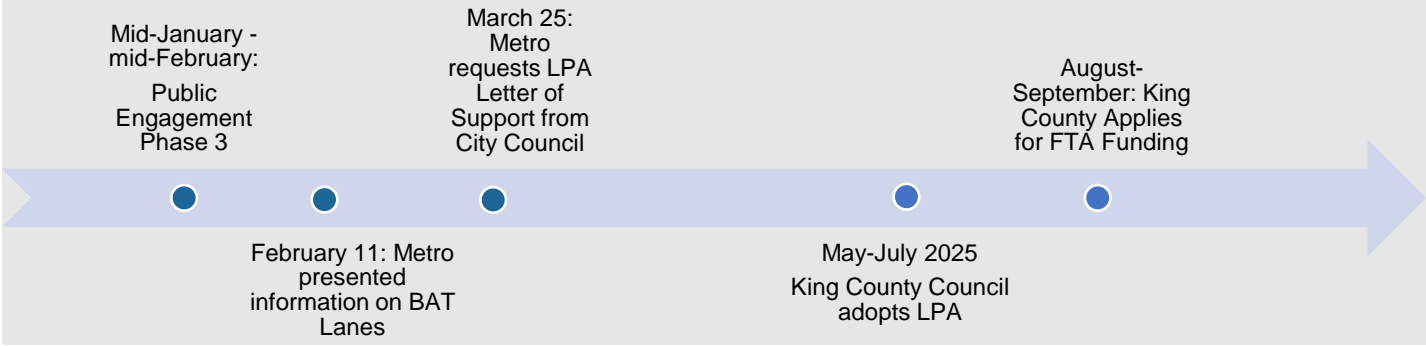 Mid-January -
mid-February:
Public
Engagement
Phase 3
February 11: Metro
presented
information on BAT
Lanes
March 25:
Metro
requests LPA
Letter of
Support from
City Council
May-July 2025
King County Council
adopts LPA
August-
September: King
County Applies
for FTA Funding